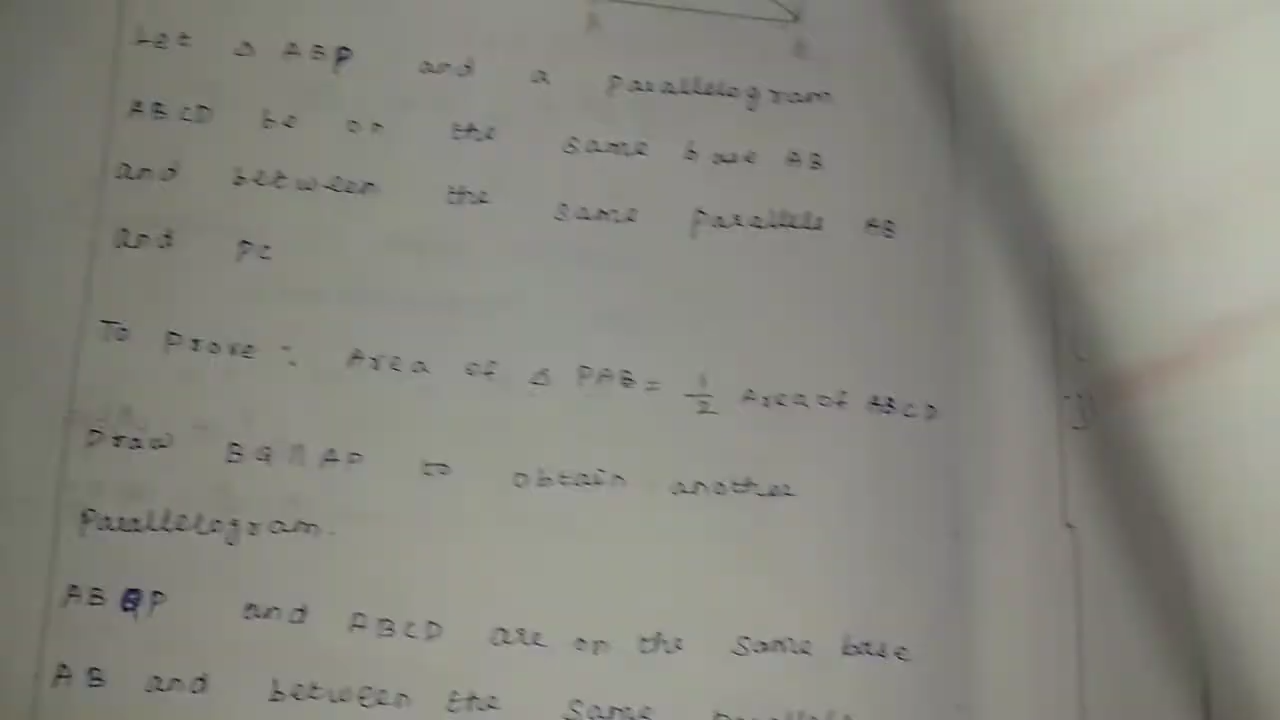 Let Δ ABP and a Parallelogram
ABCD be on the same base AB
and between the same parallels AB
and PC
To Prove :- Area of Δ PAB = 1/2 Area of ABCD
Draw BQ || AP to obtain another
Parallelogram.
ABQP and ABCD are on the same base
AB and between the same parallels